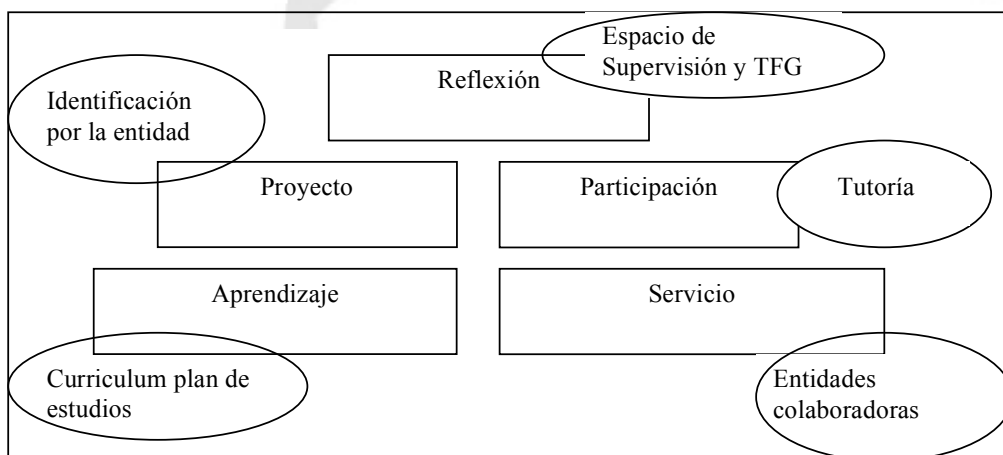 Espacio de
Supervisión y TFG
Reflexión
Identificación
por la entidad
Proyecto
Participación
Tutoría
Aprendizaje
Servicio
Curriculum plan de
estudios
Entidades
colaboradoras